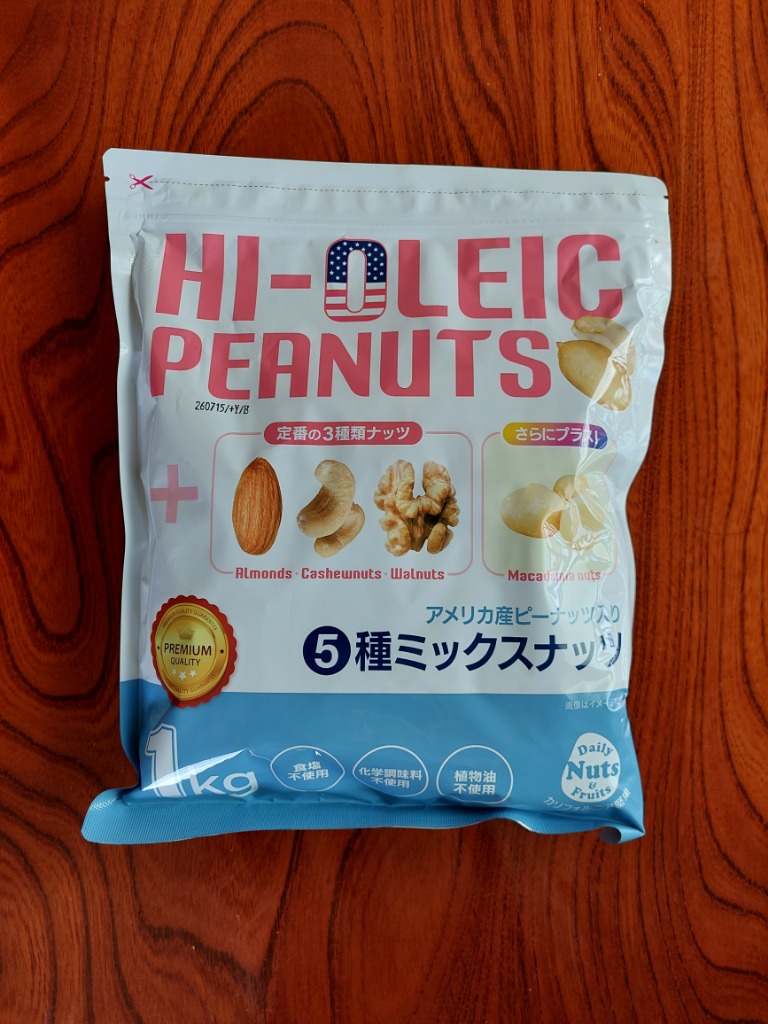 HI-OLEIC
PEANUTS
260715/+Y/B
定番の3種類ナッツ
さらにプラス!
+
Almonds・Cashewnuts・Walnuts
Macadamia nuts
アメリカ産ピーナッツ入り
5種ミックスナッツ
PREMIUM
QUALITY
画像はイメージ
1kg
食塩
不使用
化学調味料
不使用
植物油
不使用
Daily
Nuts
&
Fruits